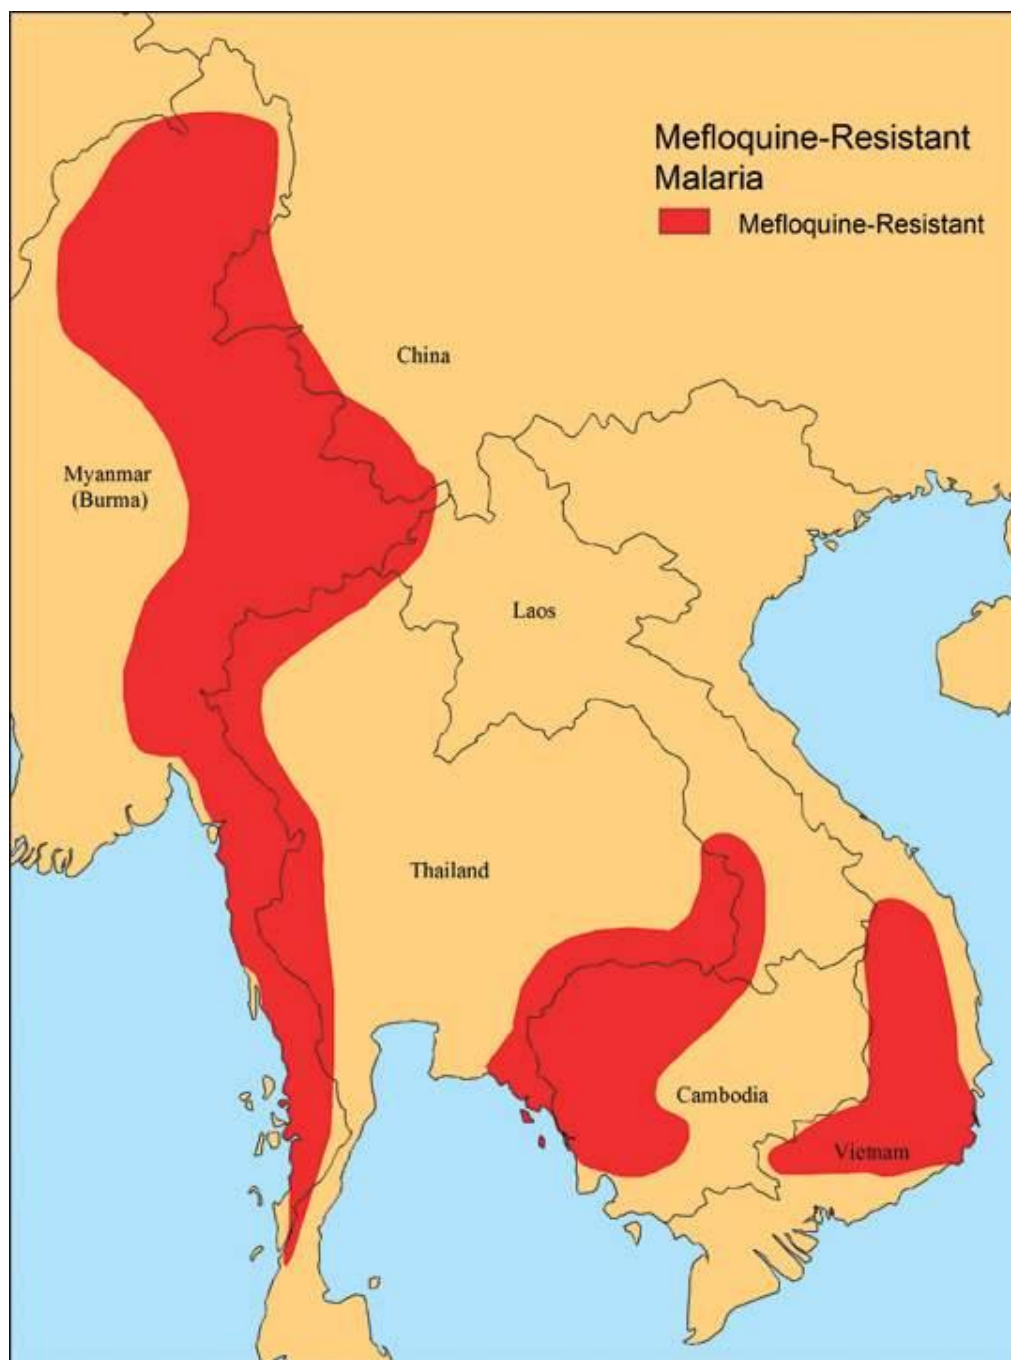 Mefloquine-Resistant
Malaria
Mefloquine-Resistant
China
Myanmar
(Burma)
Laos
Thailand
Cambodia
Vietnam